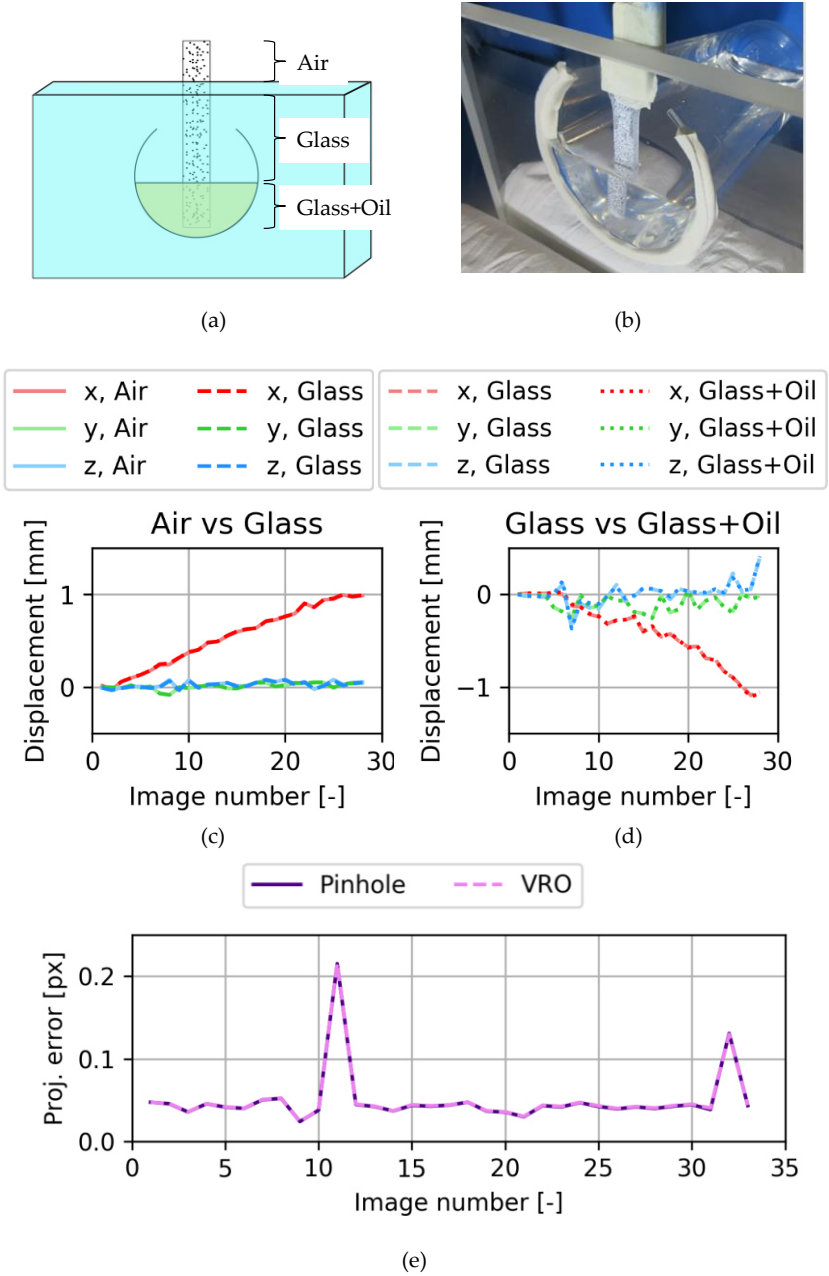 Air
Glass
Glass+Oil
(a)
(b)
x, Air
x, Glass
y, Air
y, Glass
z, Air
z, Glass
x, Glass
x, Glass+Oil
y, Glass
y, Glass+Oil
z, Glass
z, Glass+Oil
Air vs Glass
Displacement [mm]
1
0
0
10
20
30
Image number [-]
(c)
Glass vs Glass+Oil
Displacement [mm]
0
−1
0
10
20
30
Image number [-]
(d)
Pinhole
VRO
Proj. error [px]
0.2
0.1
0.0
0
5
10
15
20
25
30
35
Image number [-]
(e)